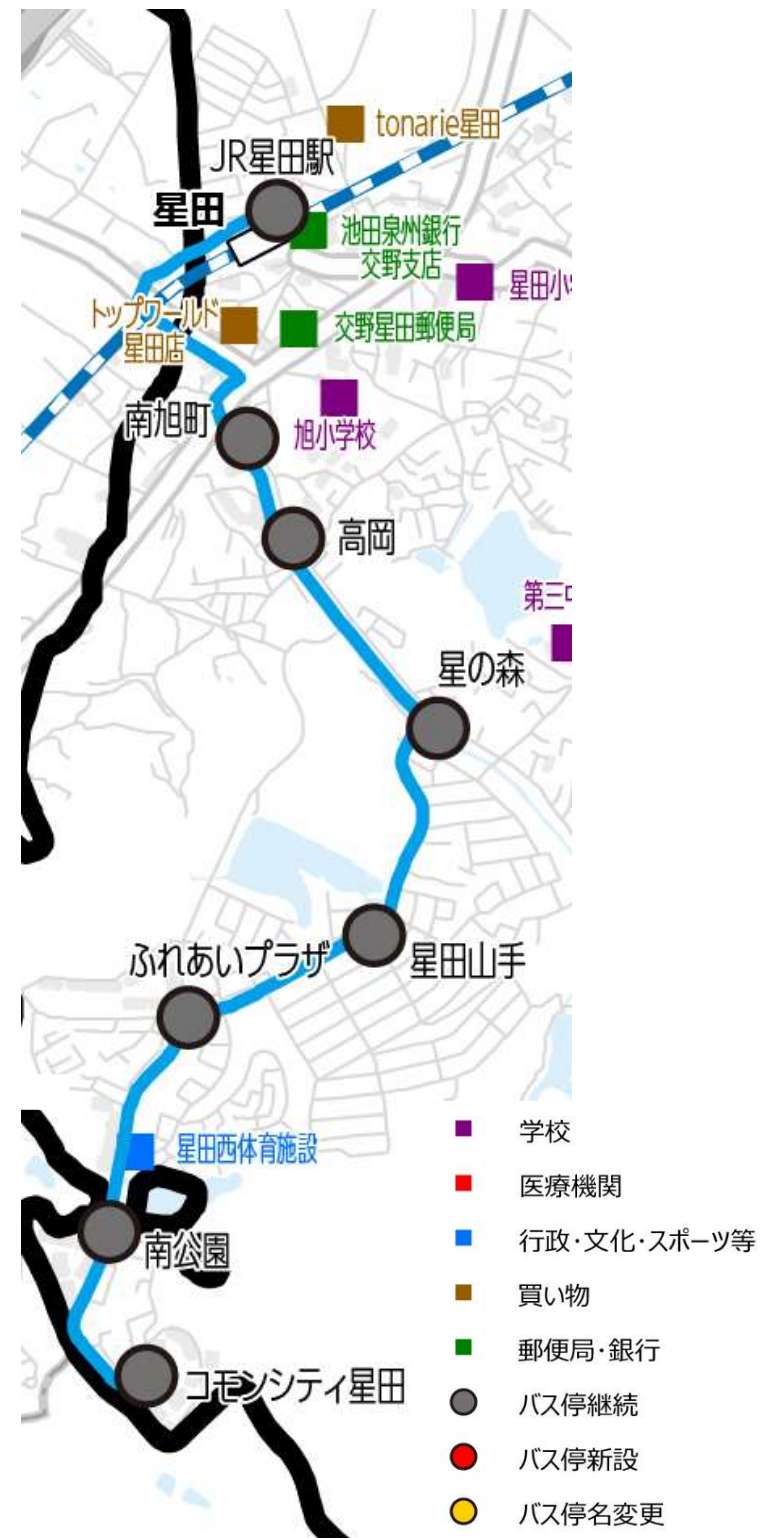 tonarie星田
JR星田駅
星田
池田泉州銀行
交野支店
星田小
トップワールド
星田店
交野星田郵便局
南旭町
旭小学校
高岡
第三
星の森
ふれあいプラザ
星田山手
星田西体育施設
南公園
コモンシティ星田
学校
医療機関
行政・文化・スポーツ等
買い物
郵便局・銀行
バス停継続
バス停新設
バス停名変更